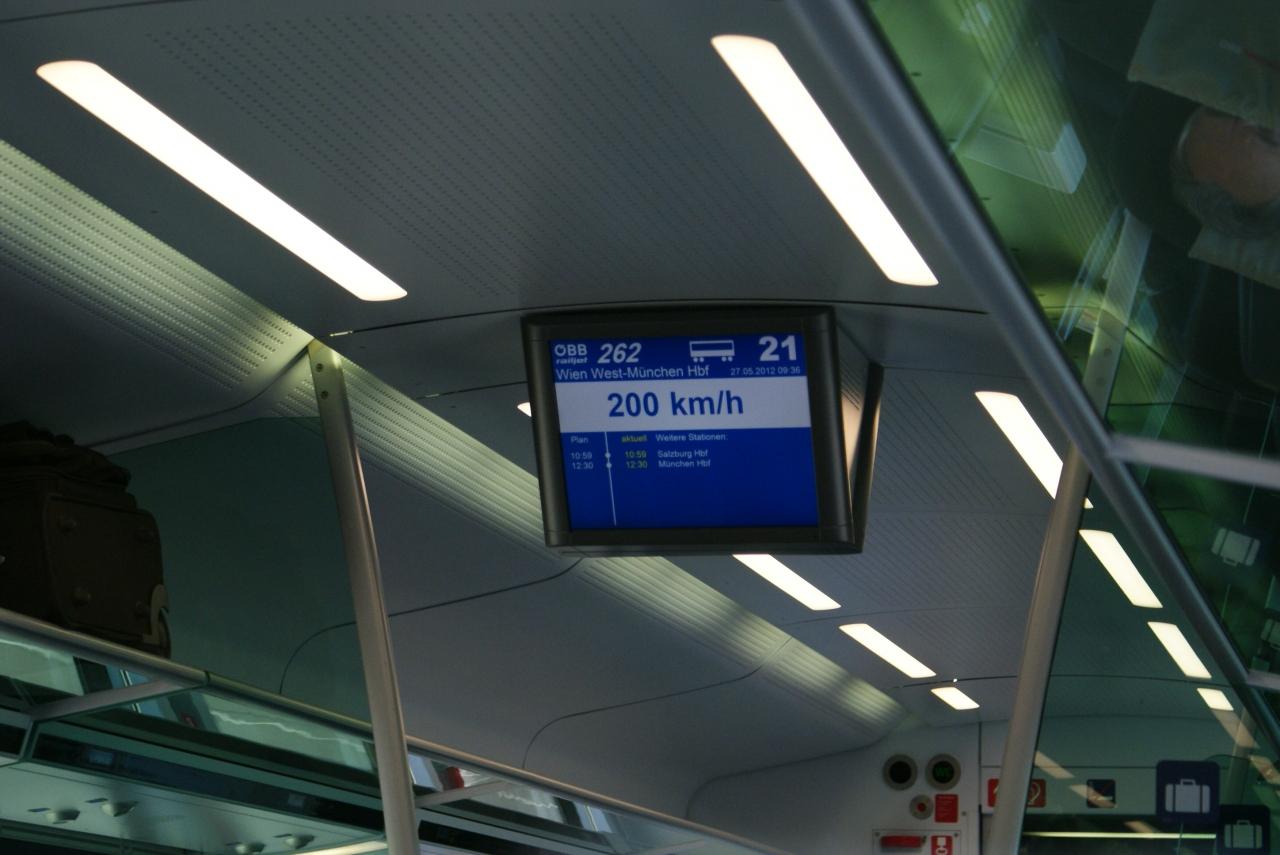 ÖBB 262 21
railjet
Wien West-München Hbf 27.05.2012 09:36
200 km/h
Plan aktuell Weitere Stationen:
10:59 10:59 Salzburg Hbf
12:30 12:30 München Hbf
WC